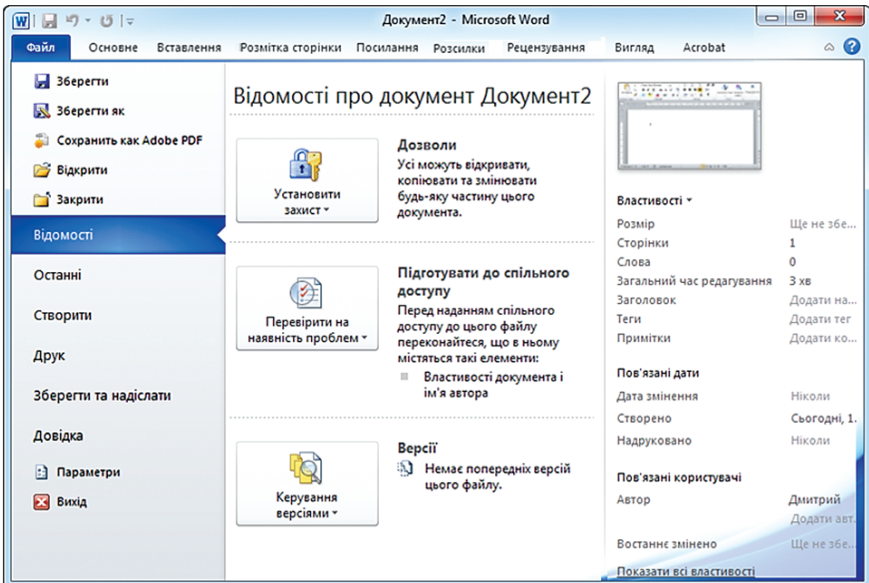 Документ2 - Microsoft Word
Файл Основне Вставлення Розмітка сторінки Посилання Розсилки Рецензування Вигляд Acrobat
Зберегти
Зберегти як
Сохранить как Adobe PDF
Відкрити
Закрити
Відомості
Останні
Створити
Друк
Зберегти та надіслати
Довідка
Параметри
Вихід
Відомості про документ Документ2
Установити
захист
Дозволи
Усі можуть відкривати,
копіювати та змінювати
будь-яку частину цього
документа.
Перевірити на
наявність проблем
Підготувати до спільного
доступу
Перед наданням спільного
доступу до цього файлу
переконайтеся, що в ньому
містяться такі елементи:
Властивості документа і
ім'я автора
Керування
версіями
Версії
Немає попередніх версій
цього файлу.
Властивості
Розмір Ще не збе...
Сторінки 1
Слова 0
Загальний час редагування 3 хв
Заголовок Додати на...
Теги Додати тег
Примітки Додати ко...
Пов'язані дати
Дата змінення Ніколи
Створено Сьогодні, 1.
Надруковано Ніколи
Пов'язані користувачі
Автор Дмитрий
Додати авт.
Востаннє змінено Ще не збе...
Показати всі властивості